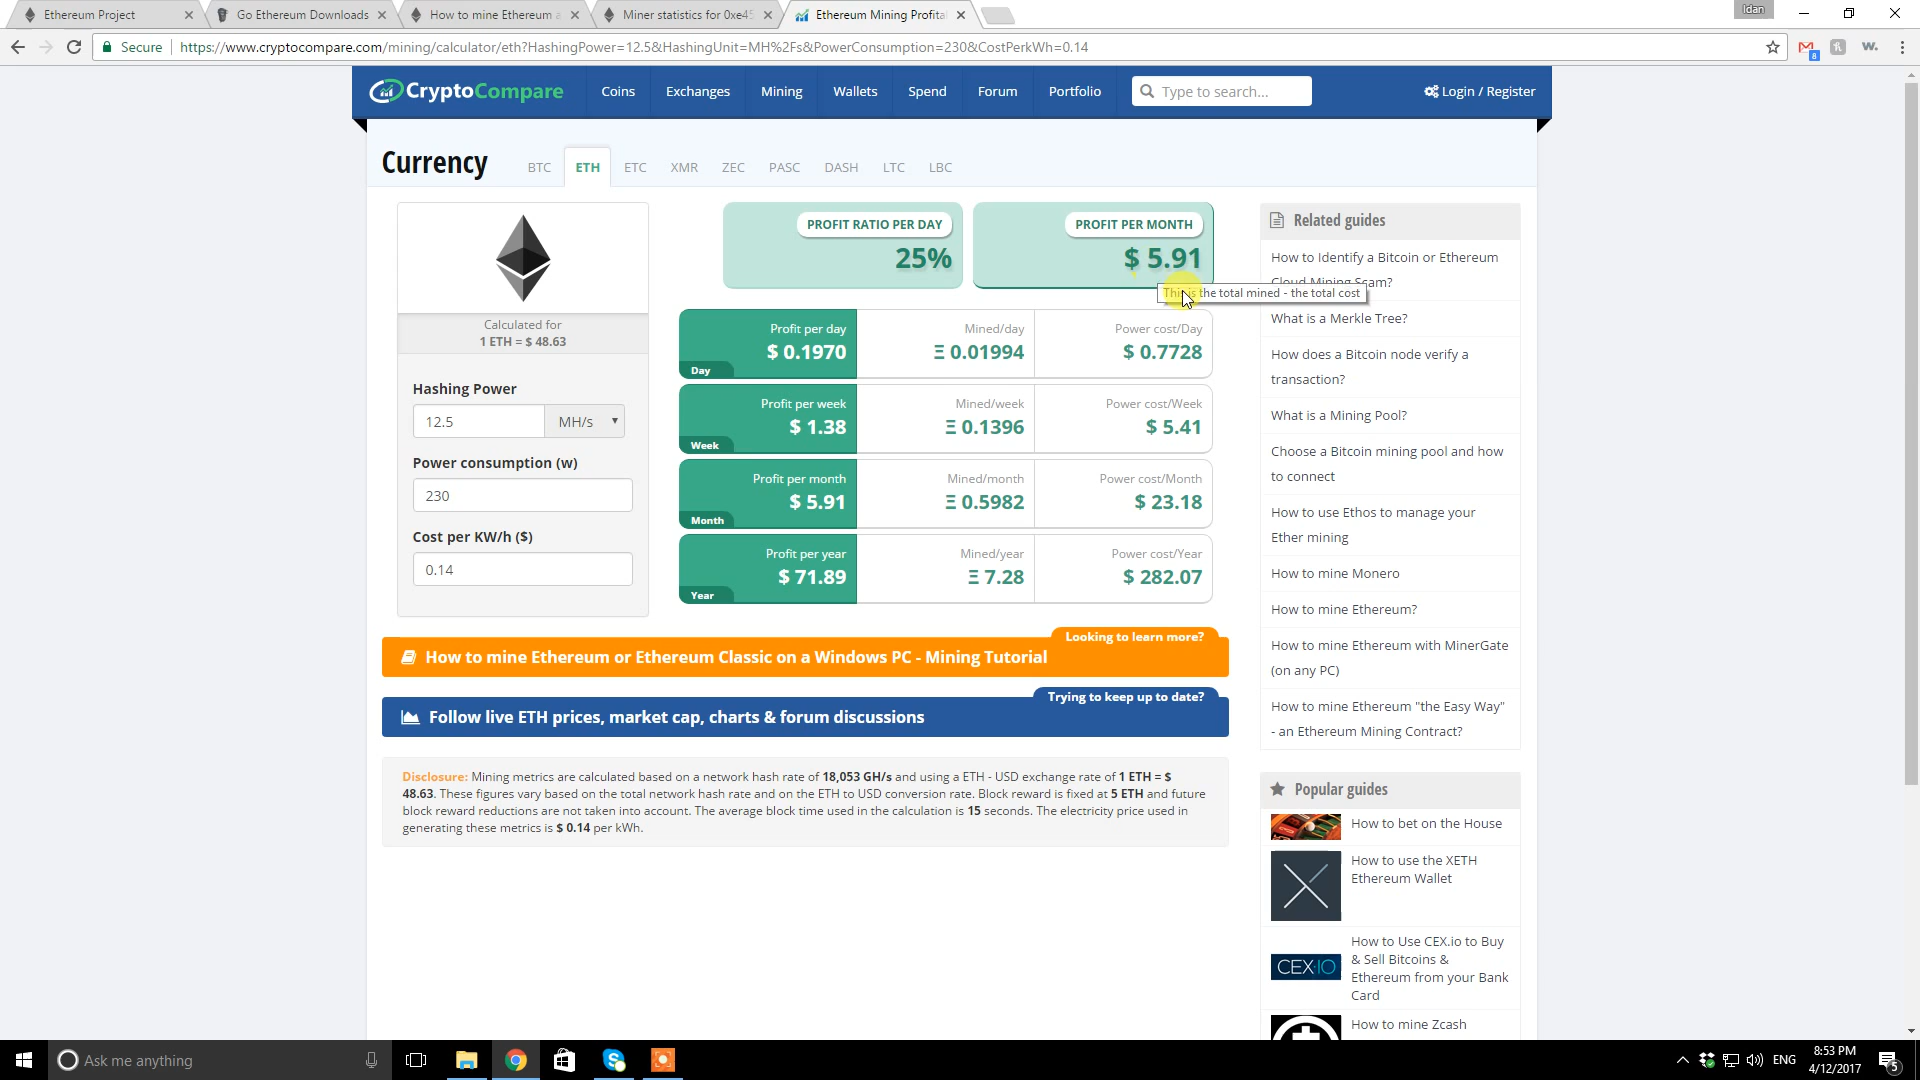 Ethereum Project
Go Ethereum Downloads
How to mine Ethereum a
Miner statistics for 0xe45
Ethereum Mining Profita
Idan
Secure
https://www.cryptocompare.com/mining/calculator/eth?HashingPower=12.5&HashingUnit=MH%2Fs&PowerConsumption=230&CostPerkWh=0.14
8
w.
CryptoCompare
Coins
Exchanges
Mining
Wallets
Spend
Forum
Portfolio
Type to search...
Login / Register
Currency
BTC
ETH
ETC
XMR
ZEC
PASC
DASH
LTC
LBC
Calculated for
1 ETH = $ 48.63
Hashing Power
12.5
MH/s
Power consumption (w)
230
Cost per KW/h ($)
0.14
PROFIT RATIO PER DAY
25%
PROFIT PER MONTH
$ 5.91
This is the total mined - the total cost
Profit per day
$ 0.1970
Day
Mined/day
Ξ 0.01994
Power cost/Day
$ 0.7728
Profit per week
$ 1.38
Week
Mined/week
Ξ 0.1396
Power cost/Week
$ 5.41
Profit per month
$ 5.91
Month
Mined/month
Ξ 0.5982
Power cost/Month
$ 23.18
Profit per year
$ 71.89
Year
Mined/year
Ξ 7.28
Power cost/Year
$ 282.07
Looking to learn more?
How to mine Ethereum or Ethereum Classic on a Windows PC - Mining Tutorial
Trying to keep up to date?
Follow live ETH prices, market cap, charts & forum discussions
Disclosure: Mining metrics are calculated based on a network hash rate of 18,053 GH/s and using a ETH - USD exchange rate of 1 ETH = $
48.63. These figures vary based on the total network hash rate and on the ETH to USD conversion rate. Block reward is fixed at 5 ETH and future
block reward reductions are not taken into account. The average block time used in the calculation is 15 seconds. The electricity price used in
generating these metrics is $ 0.14 per kWh.
Related guides
How to Identify a Bitcoin or Ethereum
Cloud Mining Scam?
What is a Merkle Tree?
How does a Bitcoin node verify a
transaction?
What is a Mining Pool?
Choose a Bitcoin mining pool and how
to connect
How to use Ethos to manage your
Ether mining
How to mine Monero
How to mine Ethereum?
How to mine Ethereum with MinerGate
(on any PC)
How to mine Ethereum "the Easy Way"
- an Ethereum Mining Contract?
Popular guides
How to bet on the House
How to use the XETH
Ethereum Wallet
CEX.IO
How to Use CEX.io to Buy
& Sell Bitcoins &
Ethereum from your Bank
Card
How to mine Zcash
Ask me anything
ENG
8:53 PM
4/12/2017
5